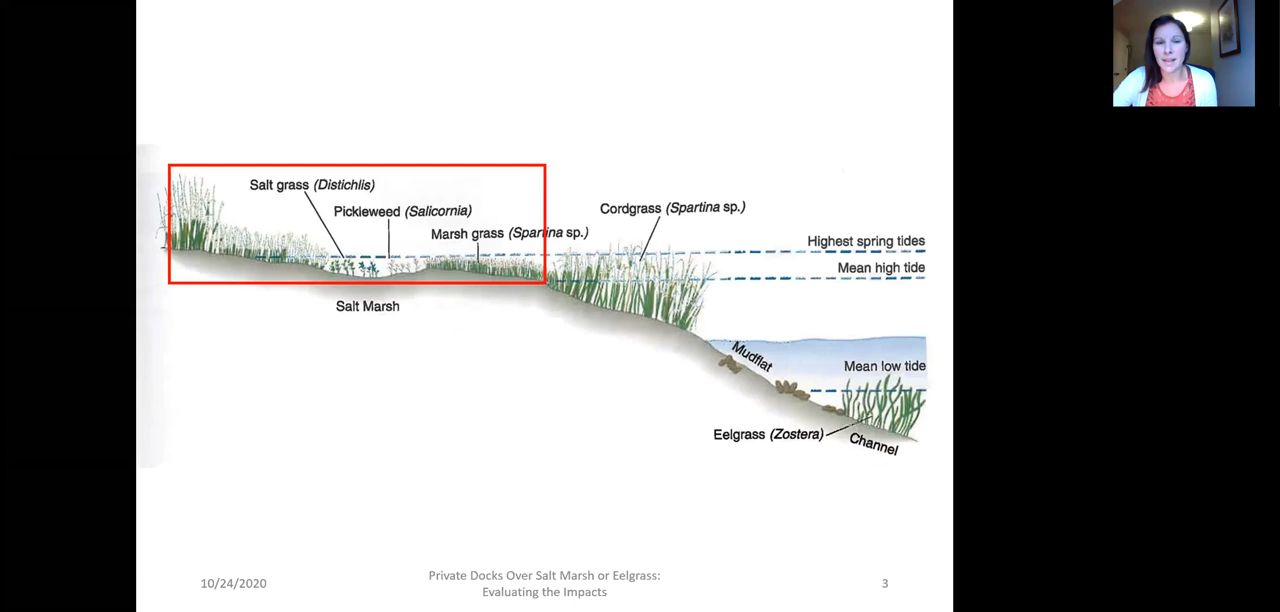 Salt grass (Distichlis)
Pickleweed (Salicornia)
Marsh grass (Spartina sp.)
Cordgrass (Spartina sp.)
Highest spring tides
Mean high tide
Salt Marsh
Mudflat
Mean low tide
Eelgrass (Zostera)
Channel
10/24/2020
Private Docks Over Salt Marsh or Eelgrass:
Evaluating the Impacts
3